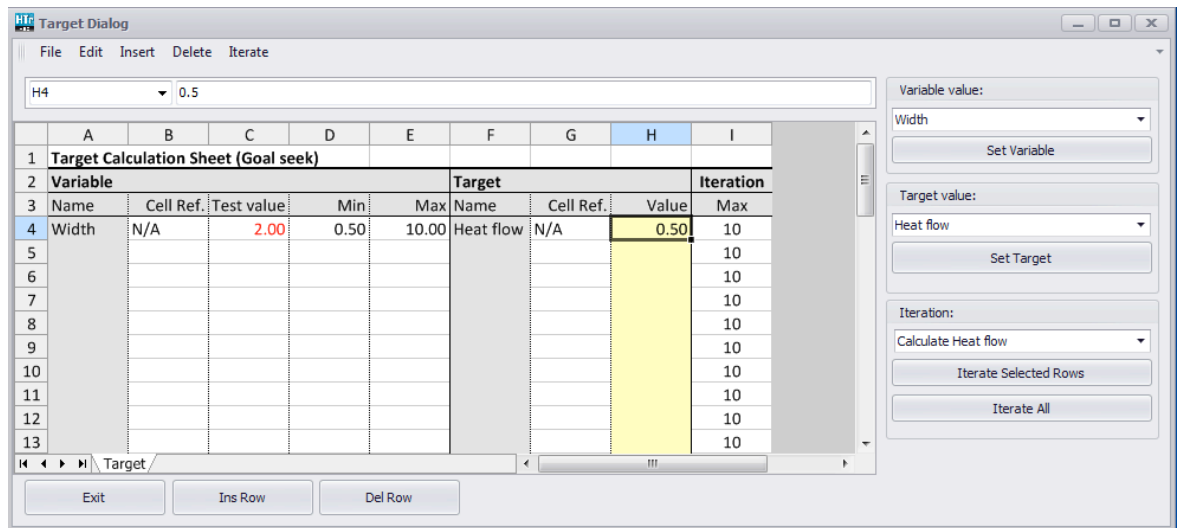 HTri Target Dialog
File Edit Insert Delete Iterate
H4 0.5
A B C D E F G H I
1 Target Calculation Sheet (Goal seek)
2 Variable Target Iteration
3 Name Cell Ref. Test value Min Max Name Cell Ref. Value Max
4 Width N/A 2.00 0.50 10.00 Heat flow N/A 0.50 10
5 10
6 10
7 10
8 10
9 10
10 10
11 10
12 10
13 10
Target
Exit Ins Row Del Row
Variable value:
Width
Set Variable
Target value:
Heat flow
Set Target
Iteration:
Calculate Heat flow
Iterate Selected Rows
Iterate All